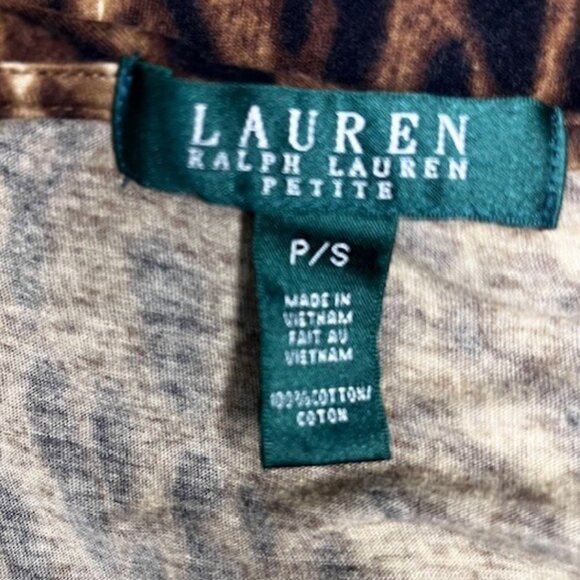 LAUREN
RALPH LAUREN
PETITE
P/S
MADE IN
VIETNAM
FAIT AU
VIETNAM
100% COTTON/
COTON